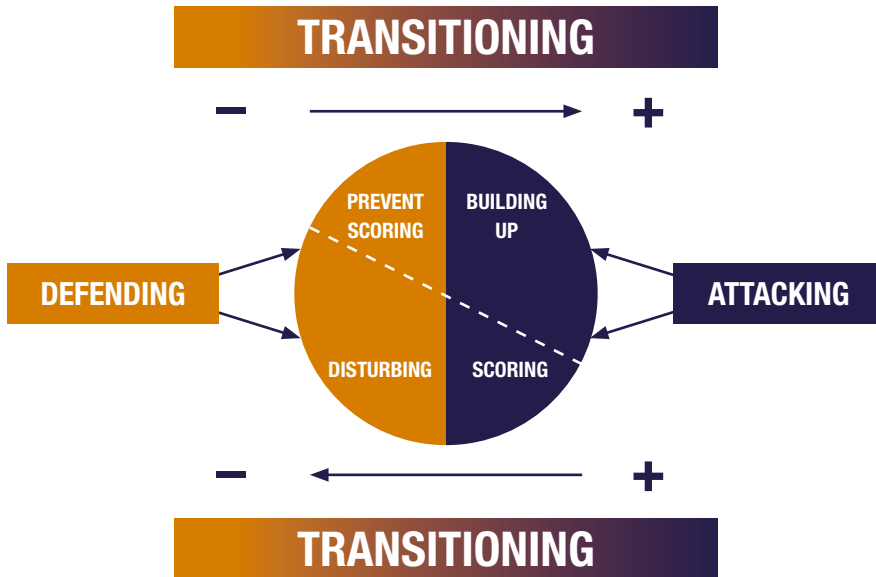 TRANSITIONING
− +
PREVENT
SCORING
BUILDING
UP
DEFENDING
ATTACKING
DISTURBING
SCORING
− +
TRANSITIONING